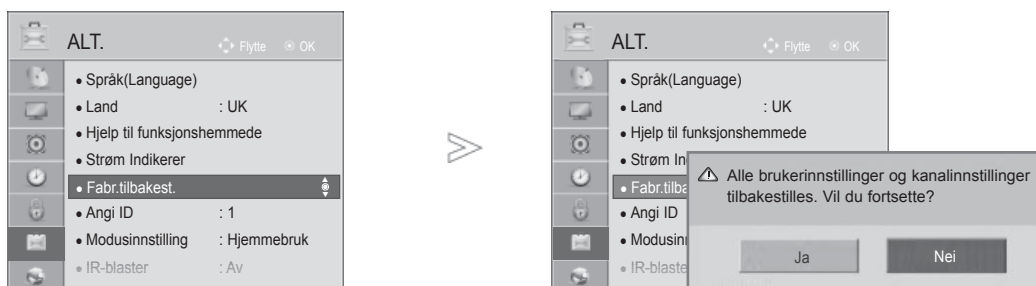 ALT.
Flytte
OK
Språk(Language)
Land : UK
Hjelp til funksjonshemmede
Strøm Indikerer
Fabr.tilbakest.
Angi ID : 1
Modusinnstilling : Hjemmebruk
IR-blaster : Av
ALT.
Flytte
OK
Språk(Language)
Land : UK
Hjelp til funksjonshemmede
Strøm In
Fabr.tilba
Angi ID
Modusinn
IR-blaste
Alle brukerinnstillinger og kanalinnstillinger
tilbakestilles. Vil du fortsette?
Ja
Nei